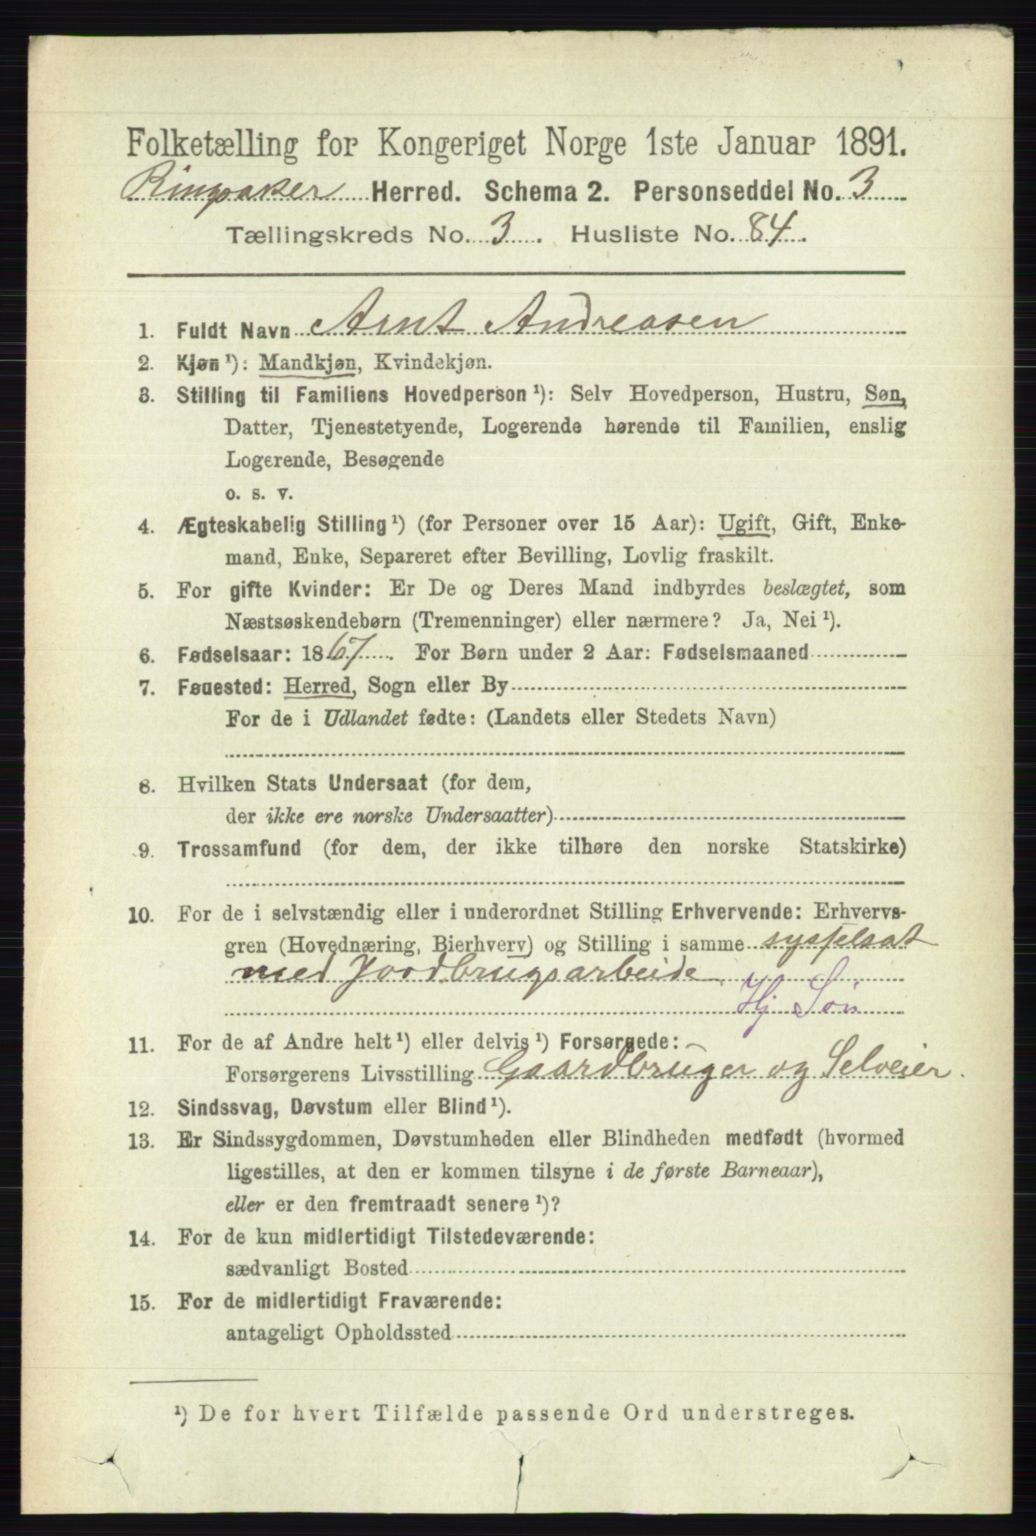 Folketælling for Kongeriget Norge 1ste Januar 1891.
Ringsaker Herred. Schema 2. Personseddel No. 3
Tællingskreds No. 3. Husliste No. 84.
1. Fuldt Navn Arnt Andreasen
2. Kjøn ¹): Mandkjøn, Kvindekjøn.
3. Stilling til Familiens Hovedperson ¹): Selv Hovedperson, Hustru, Søn,
Datter, Tjenestetyende, Logerende hørende til Familien, enslig
Logerende, Besøgende
o. s. v.
4. Ægteskabelig Stilling ¹) (for Personer over 15 Aar): Ugift, Gift, Enke-
mand, Enke, Separeret efter Bevilling, Lovlig fraskilt.
5. For gifte Kvinder: Er De og Deres Mand indbyrdes beslægtet, som
Næstsøskendebørn (Tremenninger) eller nærmere? Ja, Nei ¹).
6. Fødselsaar: 1867. For Børn under 2 Aar: Fødselsmaaned
7. Føuested: Herred, Sogn eller By
For de i Udlandet fødte: (Landets eller Stedets Navn)
8. Hvilken Stats Undersaat (for dem,
der ikke ere norske Undersaatter)
9. Trossamfund (for dem, der ikke tilhøre den norske Statskirke)
10. For de i selvstændig eller i underordnet Stilling Erhvervende: Erhvervs-
gren (Hovednæring, Bierhverv) og Stilling i samme sysselsat
med Jordbrugsarbeide
Hj Søn
11. For de af Andre helt ¹) eller delvis ¹) Forsørgede:
Forsørgerens Livsstilling Gaardbruger og Selveier.
12. Sindssvag, Døvstum eller Blind ¹).
13. Er Sindssygdommen, Døvstumheden eller Blindheden medfødt (hvormed
ligestilles, at den er kommen tilsyne i de første Barneaar),
eller er den fremtraadt senere ¹)?
14. For de kun midlertidigt Tilstedeværende:
sædvanligt Bosted
15. For de midlertidigt Fraværende:
antageligt Opholdssted
¹) De for hvert Tilfælde passende Ord understreges.